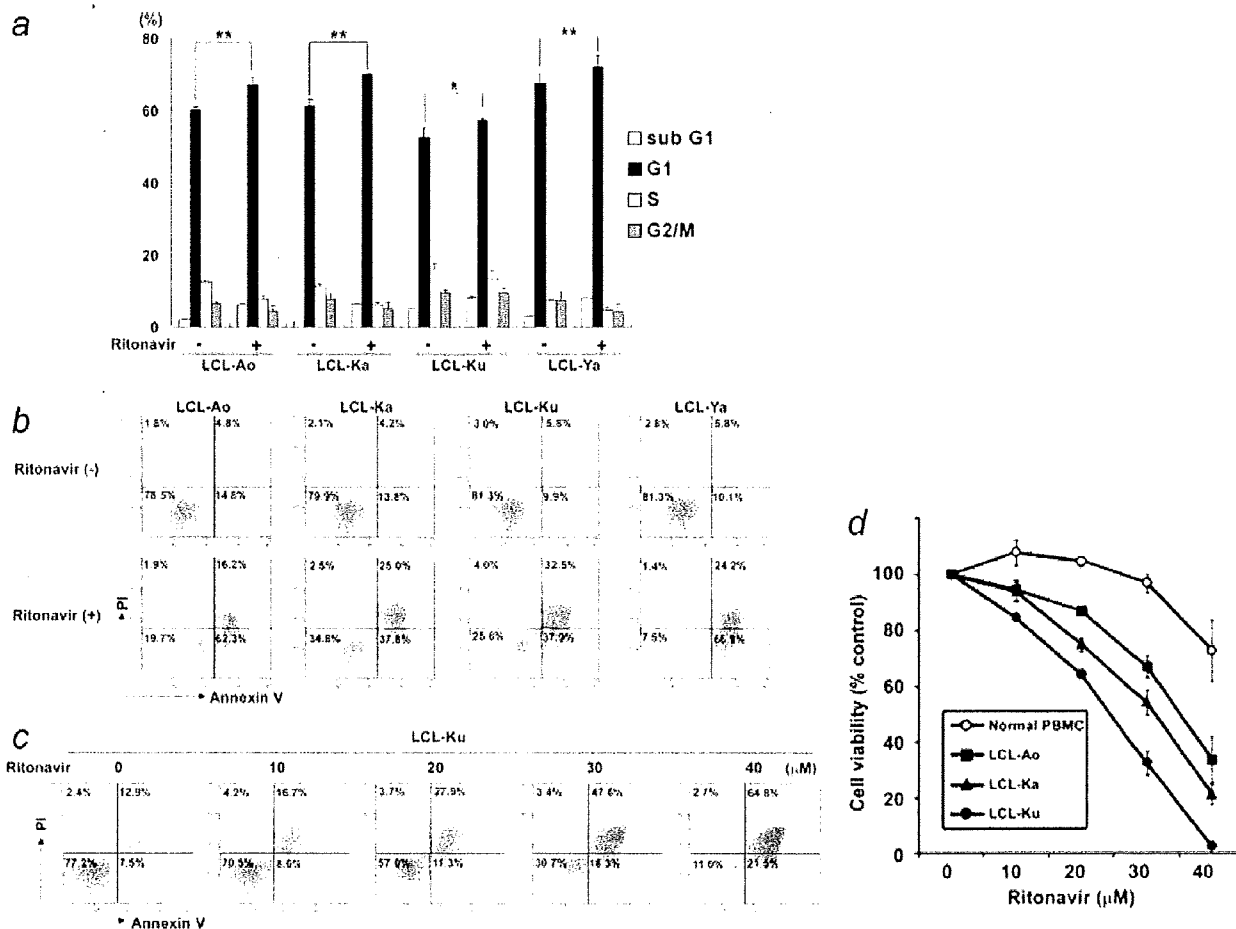 a
(%)
80
60
40
20
0
** ** * **
sub G1
G1
S
G2/M
Ritonavir - + - + - + - +
LCL-Ao LCL-Ka LCL-Ku LCL-Ya
b
LCL-Ao LCL-Ka LCL-Ku LCL-Ya
Ritonavir (-)
1.8% 4.8% 2.1% 4.2% 3.0% 5.8% 2.8% 5.8%
78.5% 14.8% 79.9% 13.8% 81.3% 9.9% 81.3% 10.1%
Ritonavir (+)
1.9% 16.2% 2.5% 25.0% 4.0% 32.5% 1.4% 24.2%
19.7% 62.3% 34.8% 37.8% 25.6% 37.9% 7.5%
PI
Annexin V
c
LCL-Ku
Ritonavir 0 10 20 30 40 (μM)
2.4% 12.9% 4.2% 16.7% 3.7% 27.9% 3.4% 47.6% 2.7% 64.8%
77.2% 7.5% 70.5% 8.6% 57.0% 11.3% 30.7% 18.3% 11.0% 21.5%
PI
Annexin V
d
Cell viability (% control)
100
80
60
40
20
0
Normal PBMC
LCL-Ao
LCL-Ka
LCL-Ku
0 10 20 30 40
Ritonavir (μM)